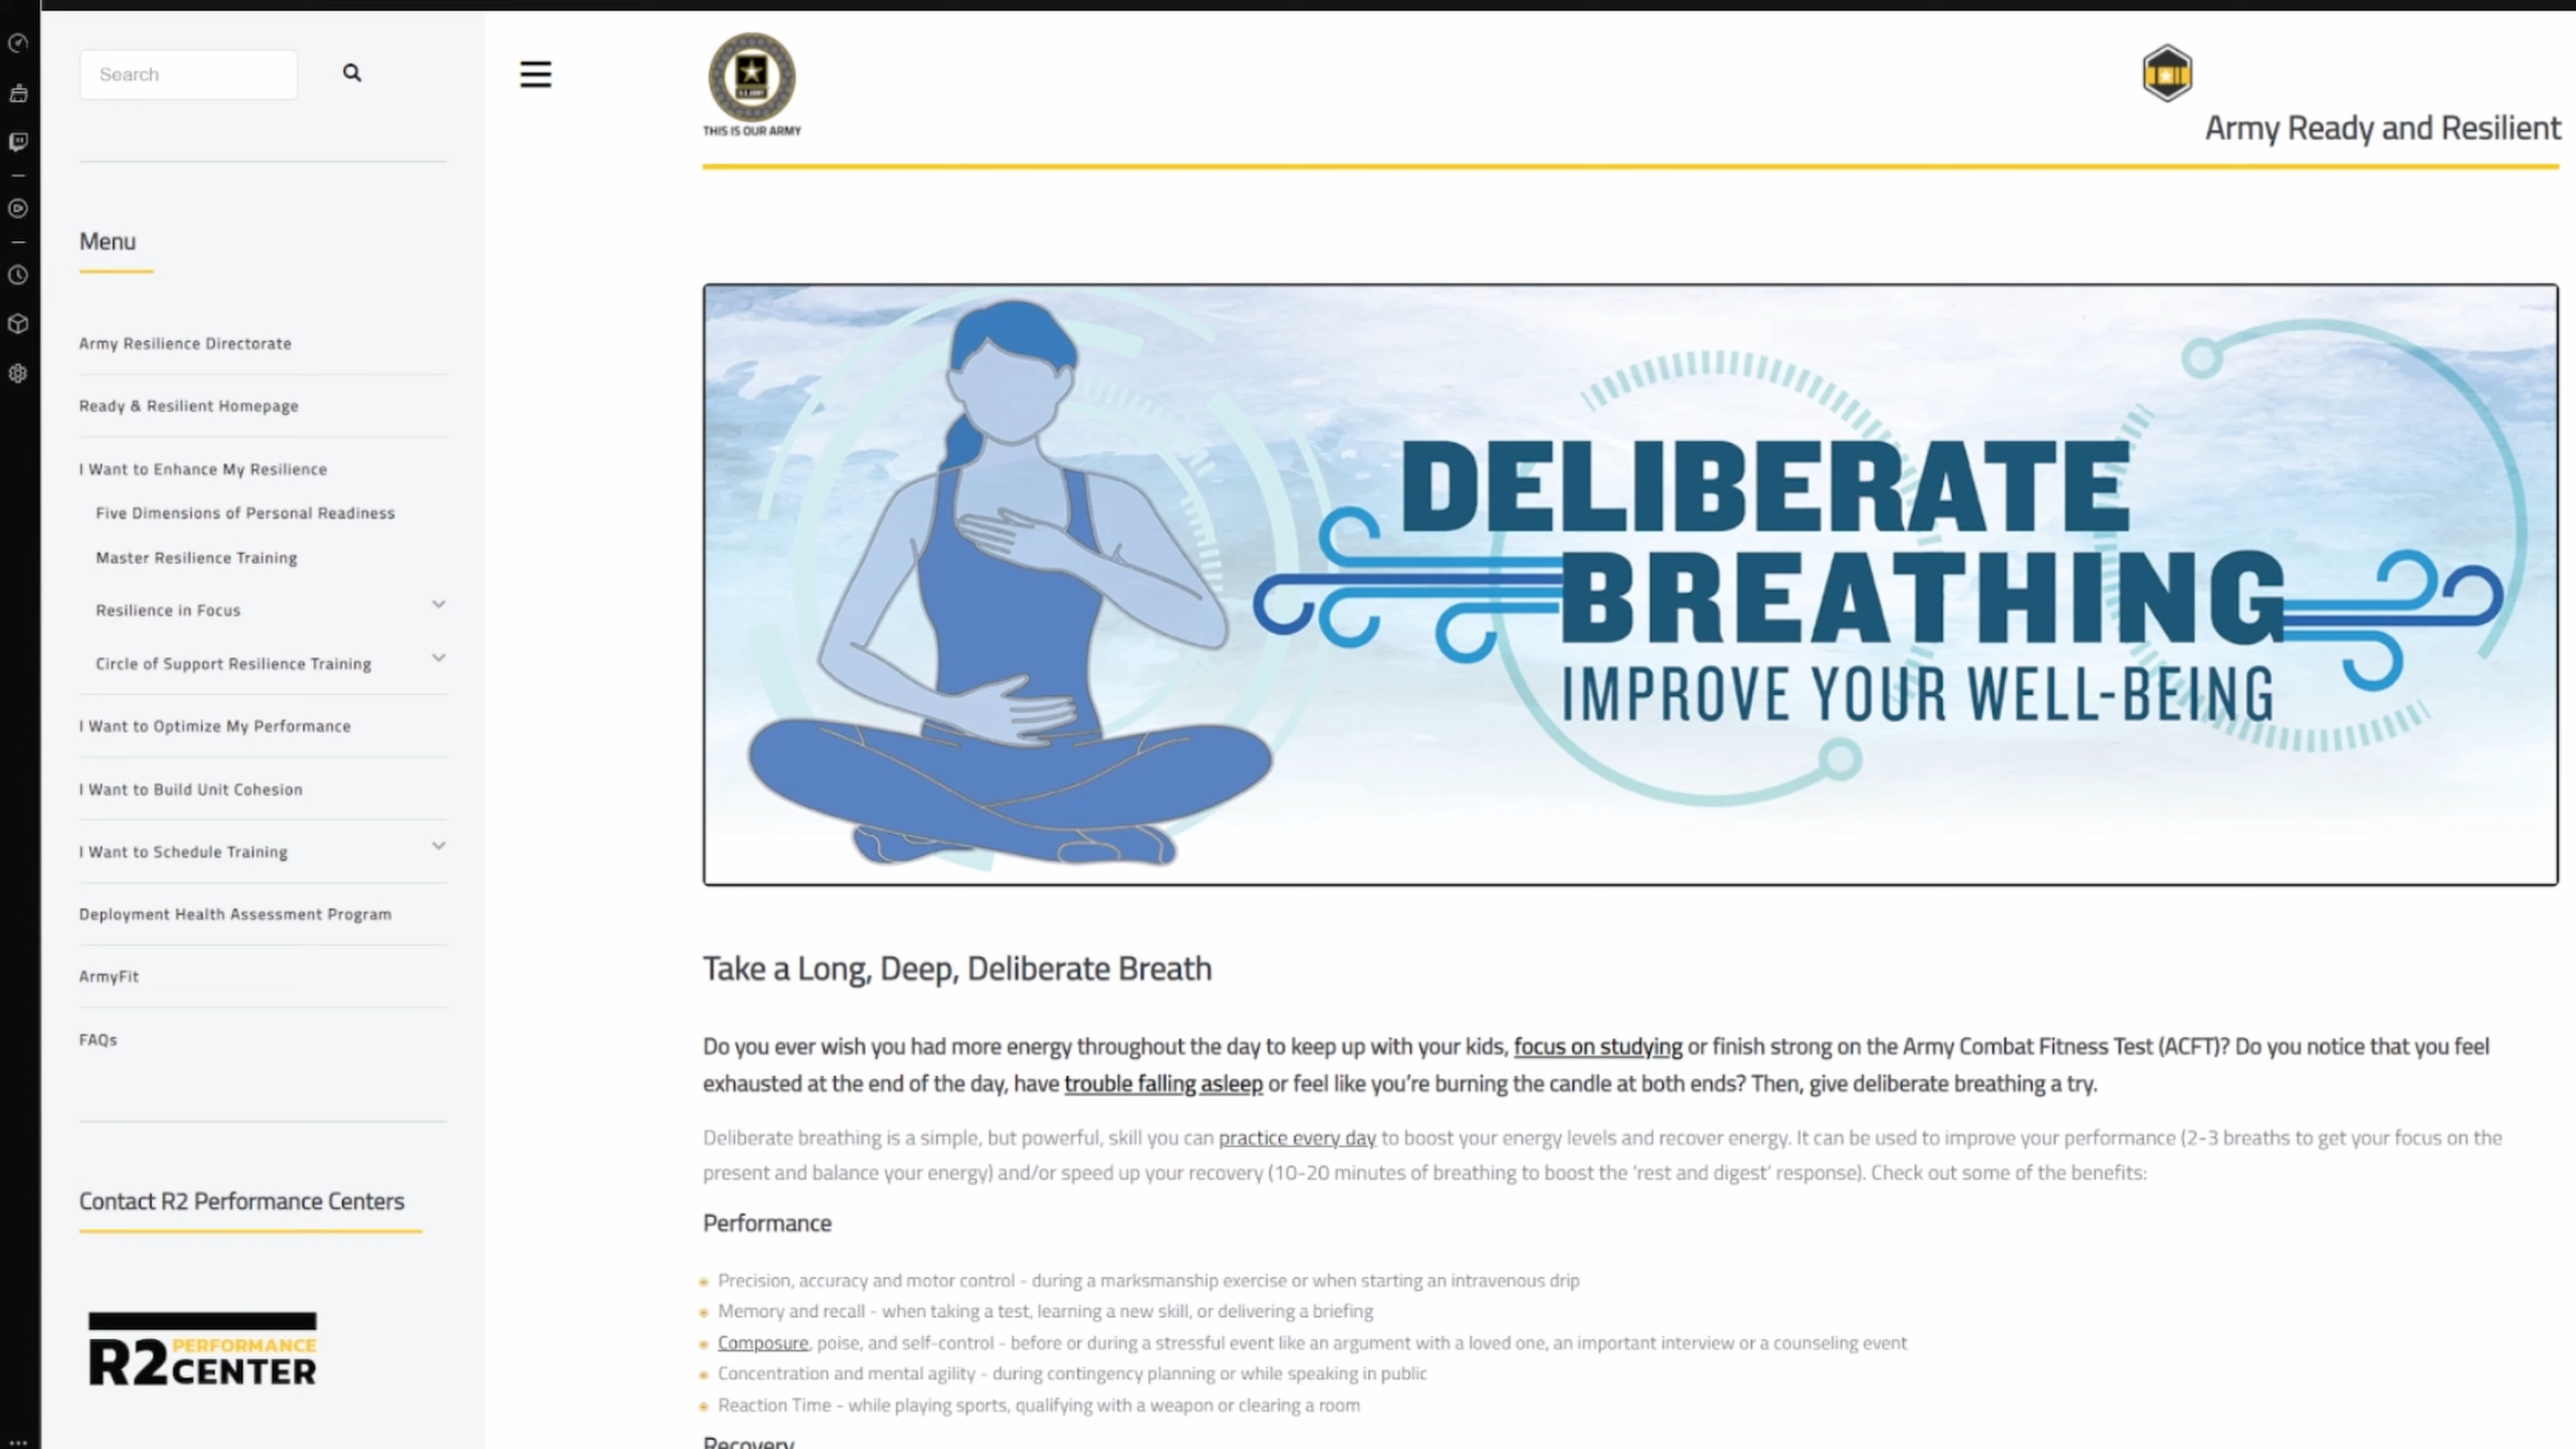 Search
THIS IS OUR ARMY
Army Ready and Resilient
Menu
Army Resilience Directorate
Ready & Resilient Homepage
I Want to Enhance My Resilience
Five Dimensions of Personal Readiness
Master Resilience Training
Resilience in Focus
Circle of Support Resilience Training
I Want to Optimize My Performance
I Want to Build Unit Cohesion
I Want to Schedule Training
Deployment Health Assessment Program
ArmyFit
FAQs
Contact R2 Performance Centers
R2 PERFORMANCE
CENTER
DELIBERATE
BREATHING
IMPROVE YOUR WELL-BEING
Take a Long, Deep, Deliberate Breath
Do you ever wish you had more energy throughout the day to keep up with your kids, focus on studying or finish strong on the Army Combat Fitness Test (ACFT)? Do you notice that you feel
exhausted at the end of the day, have trouble falling asleep or feel like you're burning the candle at both ends? Then, give deliberate breathing a try.
Deliberate breathing is a simple, but powerful, skill you can practice every day to boost your energy levels and recover energy. It can be used to improve your performance (2-3 breaths to get your focus on the
present and balance your energy) and/or speed up your recovery (10-20 minutes of breathing to boost the 'rest and digest' response). Check out some of the benefits:
Performance
Precision, accuracy and motor control - during a marksmanship exercise or when starting an intravenous drip
Memory and recall - when taking a test, learning a new skill, or delivering a briefing
Composure, poise, and self-control - before or during a stressful event like an argument with a loved one, an important interview or a counseling event
Concentration and mental agility - during contingency planning or while speaking in public
Reaction Time - while playing sports, qualifying with a weapon or clearing a room
Recovery